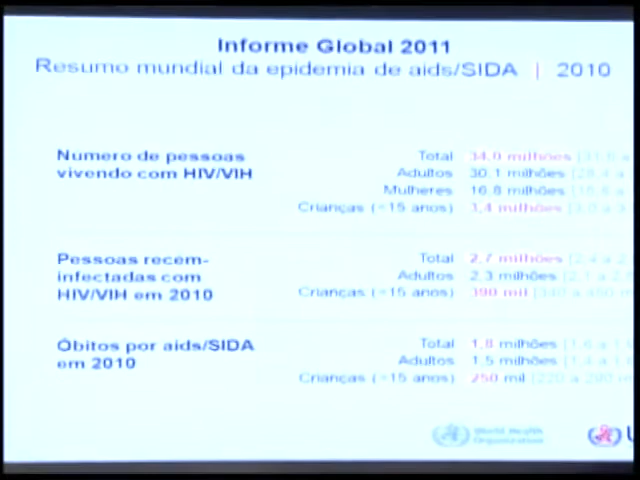 Informe Global 2011
Resumo mundial da epidemia de aids/SIDA | 2010
Numero de pessoas
vivendo com HIV/VIH
Total 34,0 milhões
Adultos 30.1 milhões
Mulheres 16.8 milhões
Crianças (<15 anos) 3,4 milhões
Pessoas recem-
infectadas com
HIV/VIH em 2010
Total 2,7 milhões
Adultos 2.3 milhões
Crianças (<15 anos) 390 mil
Óbitos por aids/SIDA
em 2010
Total 1,8 milhões
Adultos 1.5 milhões
Crianças (<15 anos) 250 mil
World Health
Organization